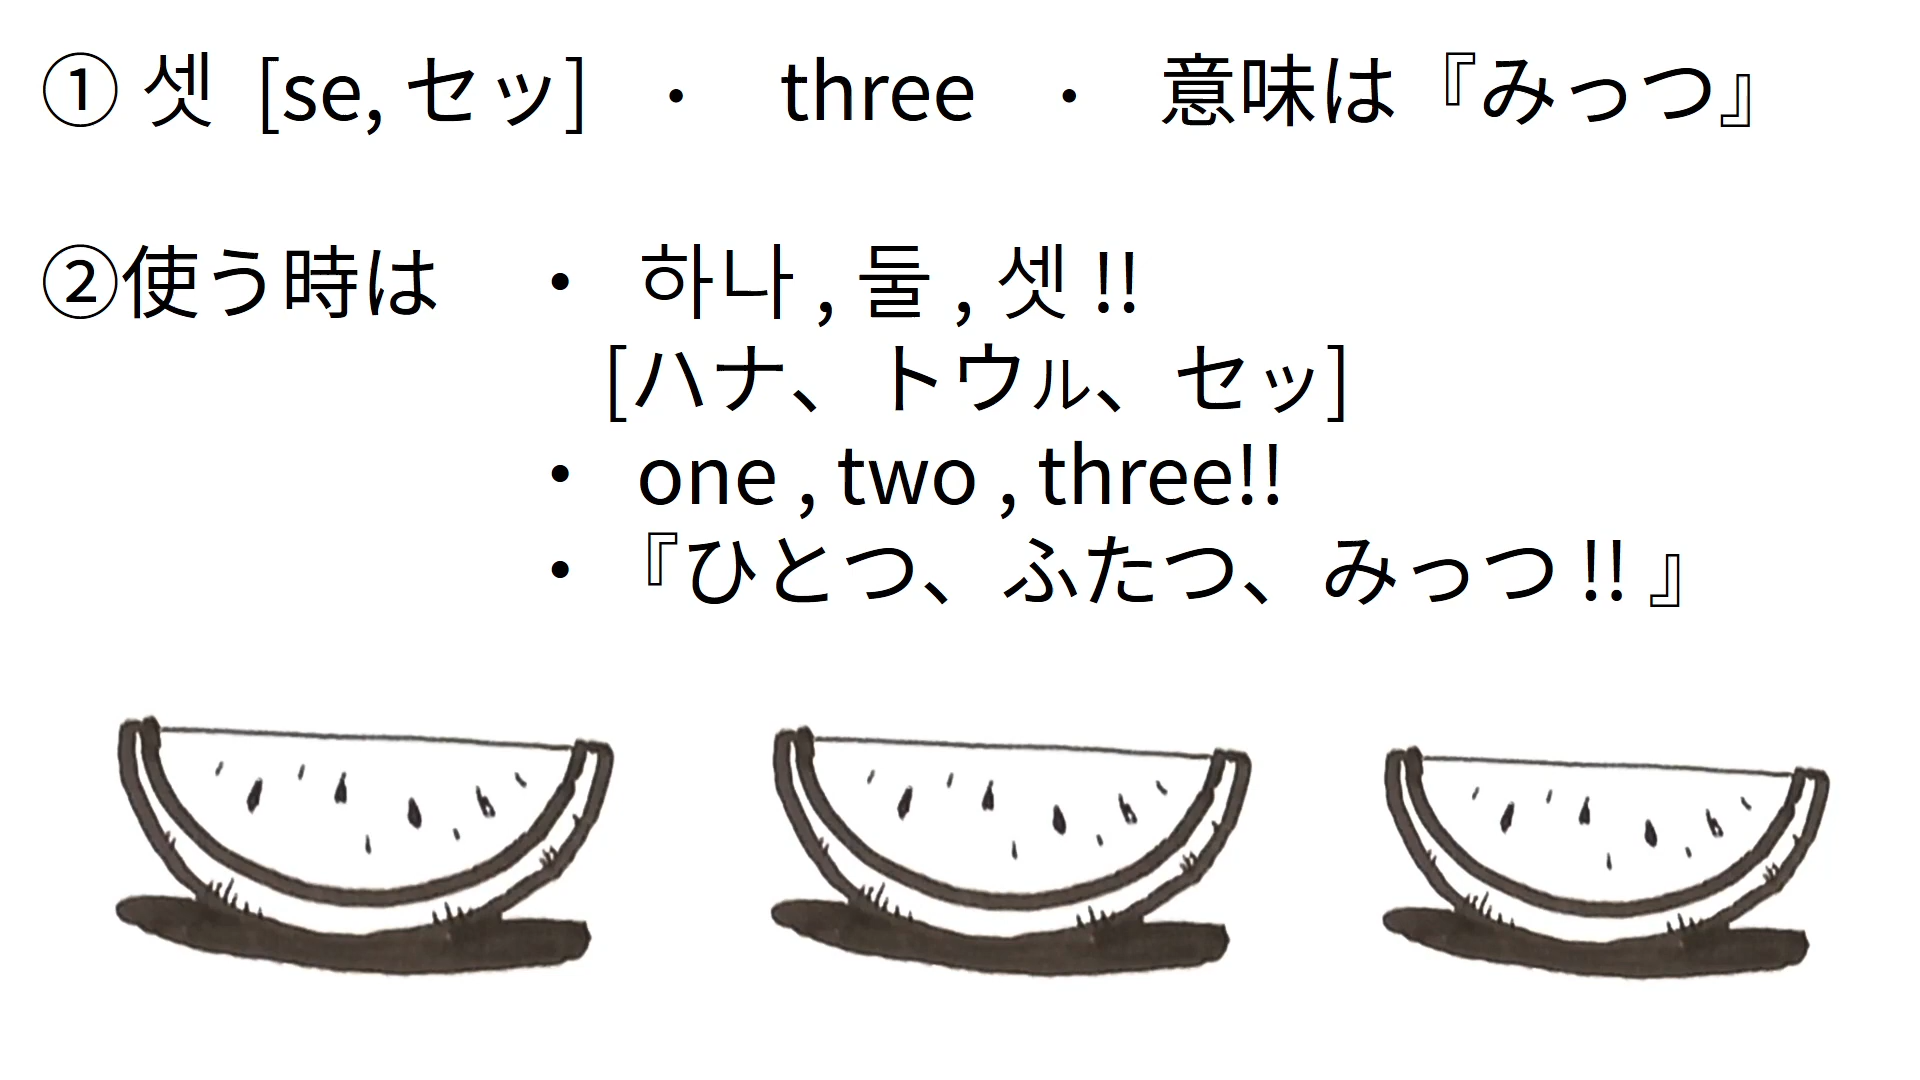 ① 셋 [se, セッ] ・ three ・ 意味は『みっつ』
②使う時は ・ 하나 , 둘 , 셋 !!
[ハナ、トウル、セッ]
・ one , two , three!!
・『ひとつ、ふたつ、みっつ !! 』